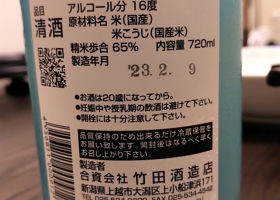 品目
清酒
アルコール分 16度
原材料名 米(国産)
米こうじ(国産米)
精米歩合 65% 内容量 720ml
製造年月
'23.2. 9
●お酒は20歳になってから。
●妊娠中や授乳期の飲酒は避けて下さい。
●開栓には十分注意して下さい。
品質保持のため出来るだけ冷蔵保管を
お願い致します。開封後はなるべく早く
お召し上がり下さい。
製造者
合資会社 竹田酒造店
新潟県上越市大潟区上小船津浜171